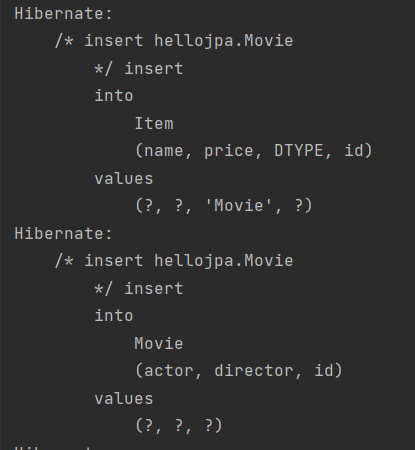 Hibernate:
/* insert hellojpa.Movie
*/ insert
into
Item
(name, price, DTYPE, id)
values
(?, ?, 'Movie', ?)
Hibernate:
/* insert hellojpa.Movie
*/ insert
into
Movie
(actor, director, id)
values
(?, ?, ?)